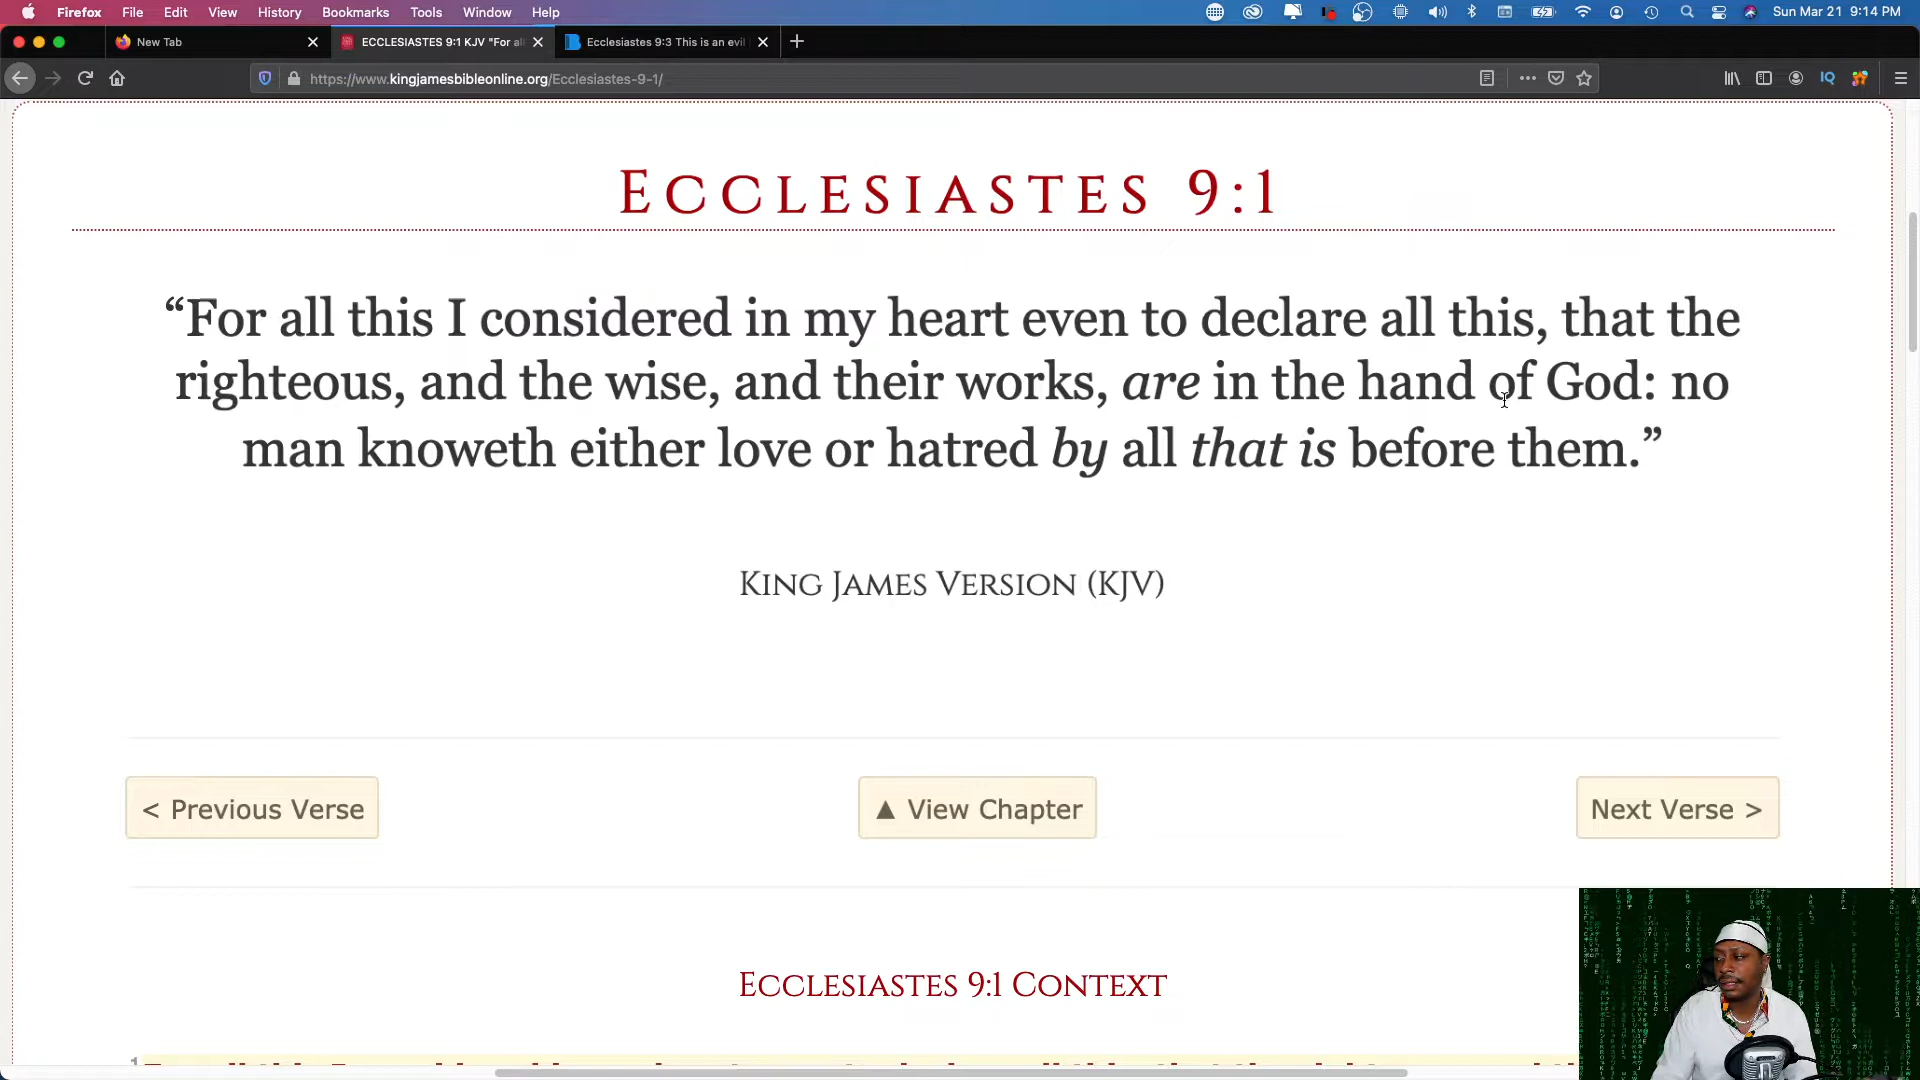 Firefox File Edit View History Bookmarks Tools Window Help Sun Mar 21 9:14 PM
New Tab ECCLESIASTES 9:1 KJV "For al Ecclesiastes 9:3 This is an evil
https://www.kingjamesbibleonline.org/Ecclesiastes-9-1/ IQ
Ecclesiastes 9:1
“For all this I considered in my heart even to declare all this, that the
righteous, and the wise, and their works, are in the hand of God: no
man knoweth either love or hatred by all that is before them.”
King James Version (KJV)
< Previous Verse ▲ View Chapter Next Verse >
Ecclesiastes 9:1 Context
1